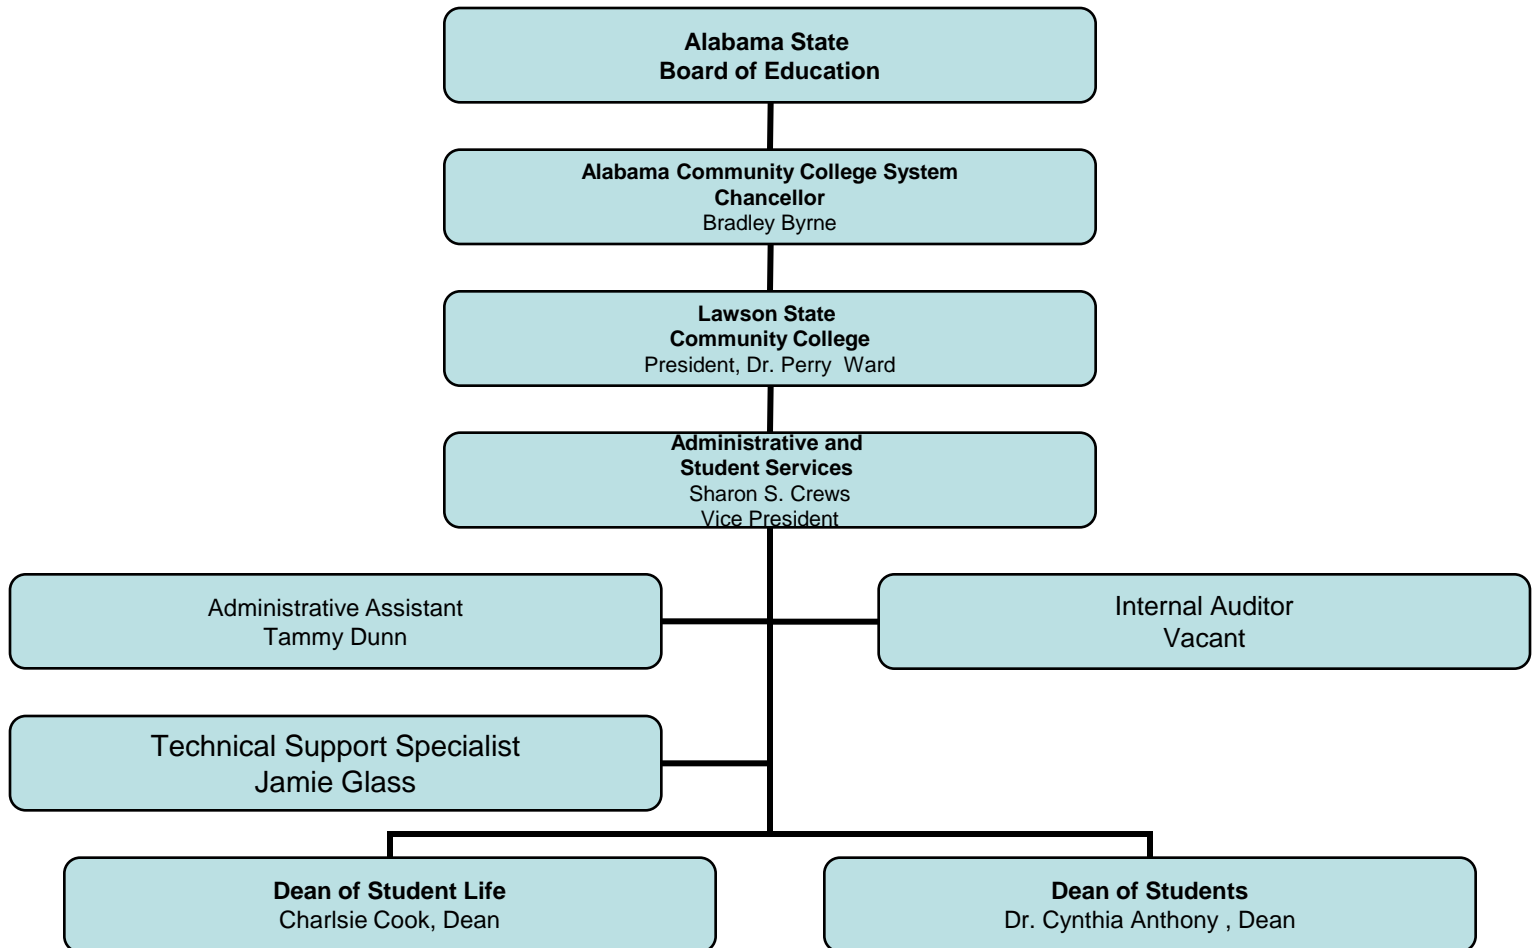 Alabama State
Board of Education
Alabama Community College System
Chancellor
Bradley Byrne
Lawson State
Community College
President, Dr. Perry  Ward
Administrative and
Student Services
Sharon S. Crews
Vice President
Administrative Assistant
Tammy Dunn
Internal Auditor
Vacant
Technical Support Specialist
Jamie Glass
Dean of Student Life
Charlsie Cook, Dean
Dean of Students
Dr. Cynthia Anthony , Dean